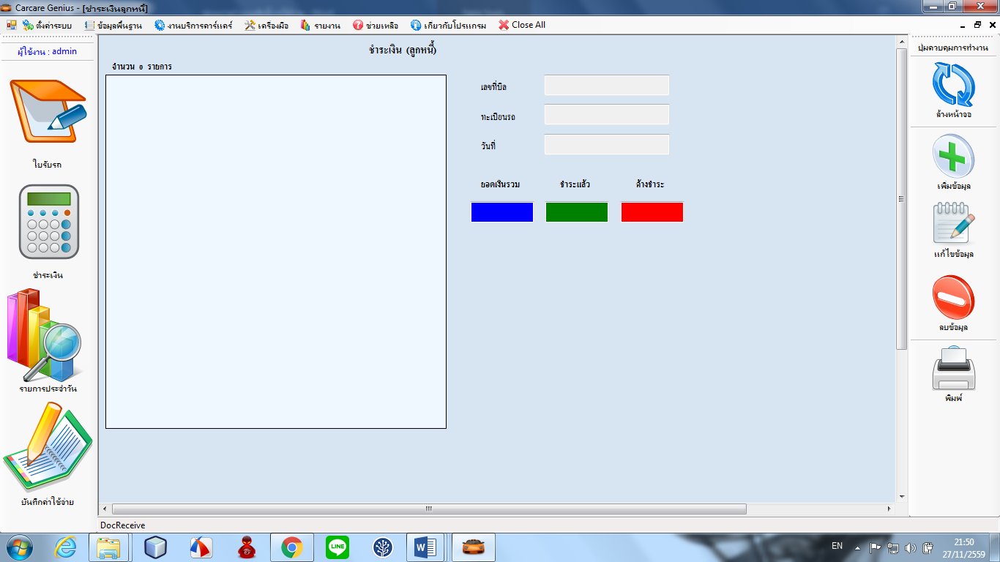 Carcare Genius - [ชำระเงินลูกหนี้]
ตั้งค่าระบบ ข้อมูลพื้นฐาน งานบริการคาร์แคร์ เครื่องมือ รายงาน ช่วยเหลือ เกี่ยวกับโปรแกรม Close All
ผู้ใช้งาน : admin
ใบรับรถ
ชำระเงิน
รายการประจำวัน
บันทึกค่าใช้จ่าย
ชำระเงิน (ลูกหนี้)
จำนวน 0 รายการ
เลขที่บิล
ทะเบียนรถ
วันที่
ยอดเงินรวม ชำระแล้ว ค้างชำระ
ปุ่มควบคุมการทำงาน
ล้างหน้าจอ
เพิ่มข้อมูล
แก้ไขข้อมูล
ลบข้อมูล
พิมพ์
DocReceive
LINE
W
EN
21:50
27/11/2559